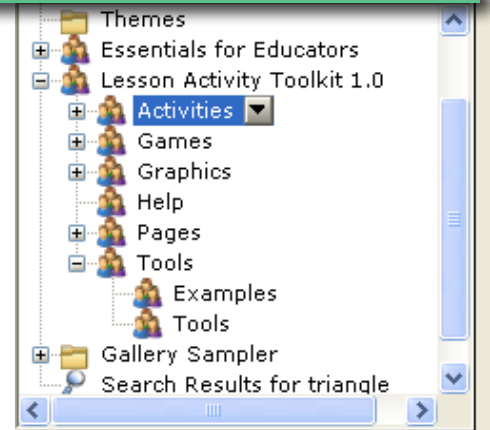 Themes
Essentials for Educators
Lesson Activity Toolkit 1.0
Activities
Games
Graphics
Help
Pages
Tools
Examples
Tools
Gallery Sampler
Search Results for triangle